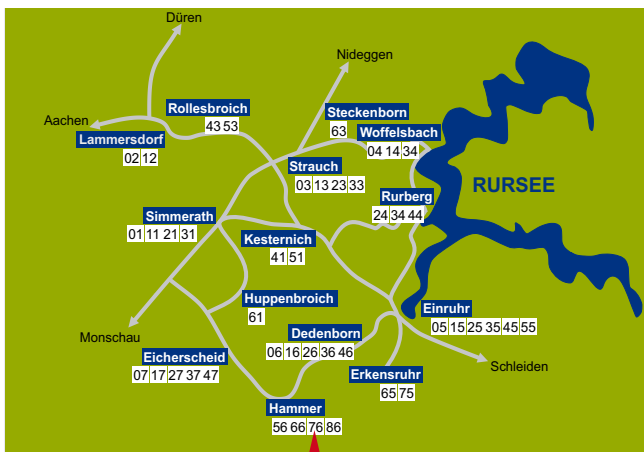 Düren
Nideggen
Aachen
Rollesbroich
43 53
Steckenborn
63
Lammersdorf
02 12
Woffelsbach
04 14 34
Strauch
03 13 23 33
RURSEE
Rurberg
24 34 44
Simmerath
01 11 21 31
Kesternich
41 51
Huppenbroich
61
Einruhr
05 15 25 35 45 55
Monschau
Dedenborn
06 16 26 36 46
Eicherscheid
07 17 27 37 47
Schleiden
Erkensruhr
65 75
Hammer
56 66 76 86